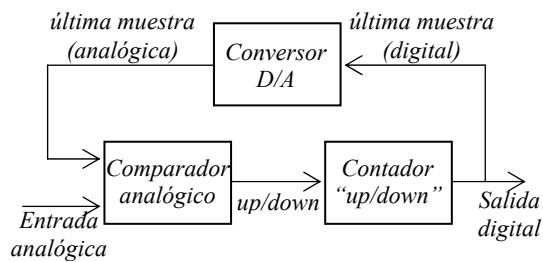 última muestra
(analógica)
Conversor
D/A
última muestra
(digital)
Comparador
analógico
up/down
Contador
“up/down”
Entrada
analógica
Salida
digital